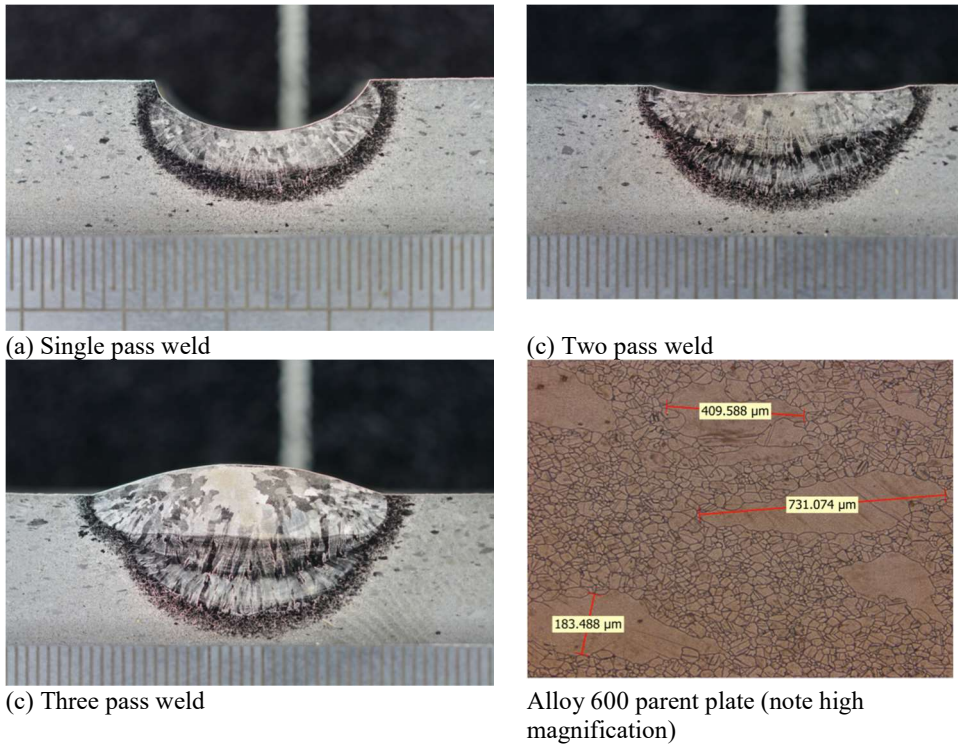 (a) Single pass weld
(c) Two pass weld
409.588 µm
731.074 µm
183.488 µm
(c) Three pass weld
Alloy 600 parent plate (note high
magnification)